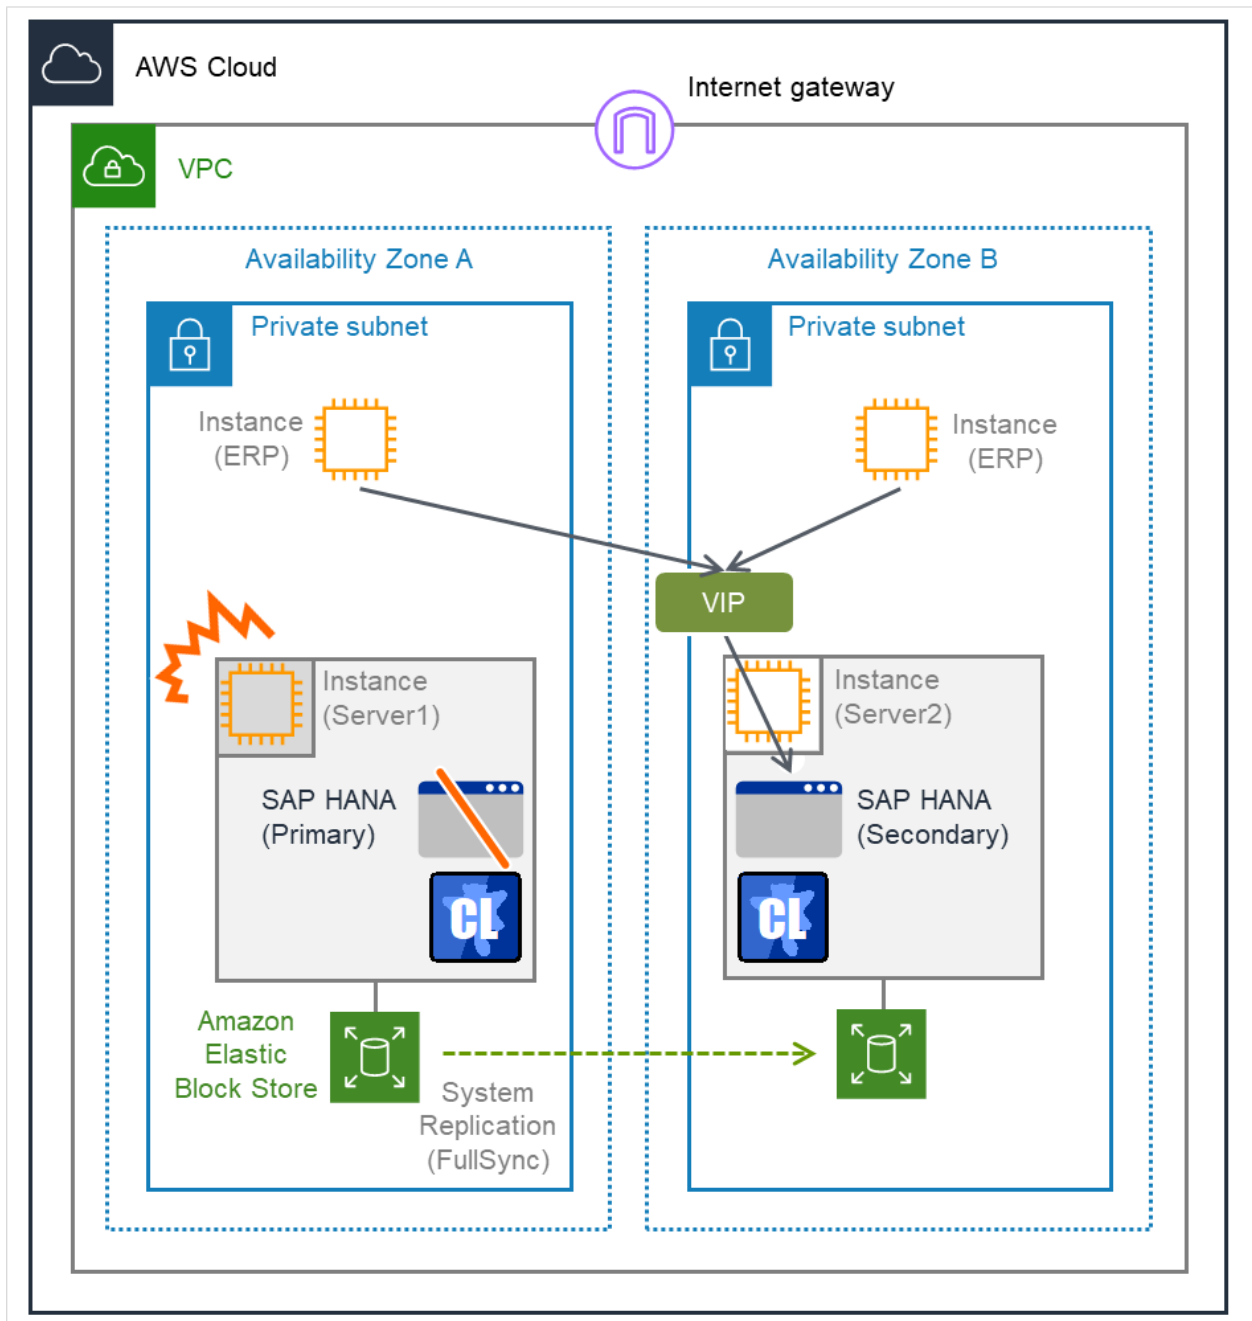 AWS Cloud
Internet gateway
VPC
Availability Zone A
Availability Zone B
Private subnet
Private subnet
Instance
(ERP)
Instance
(ERP)
VIP
Instance
(Server1)
Instance
(Server2)
SAP HANA
(Primary)
SAP HANA
(Secondary)
CL
CL
Amazon
Elastic
Block Store
System
Replication
(FullSync)